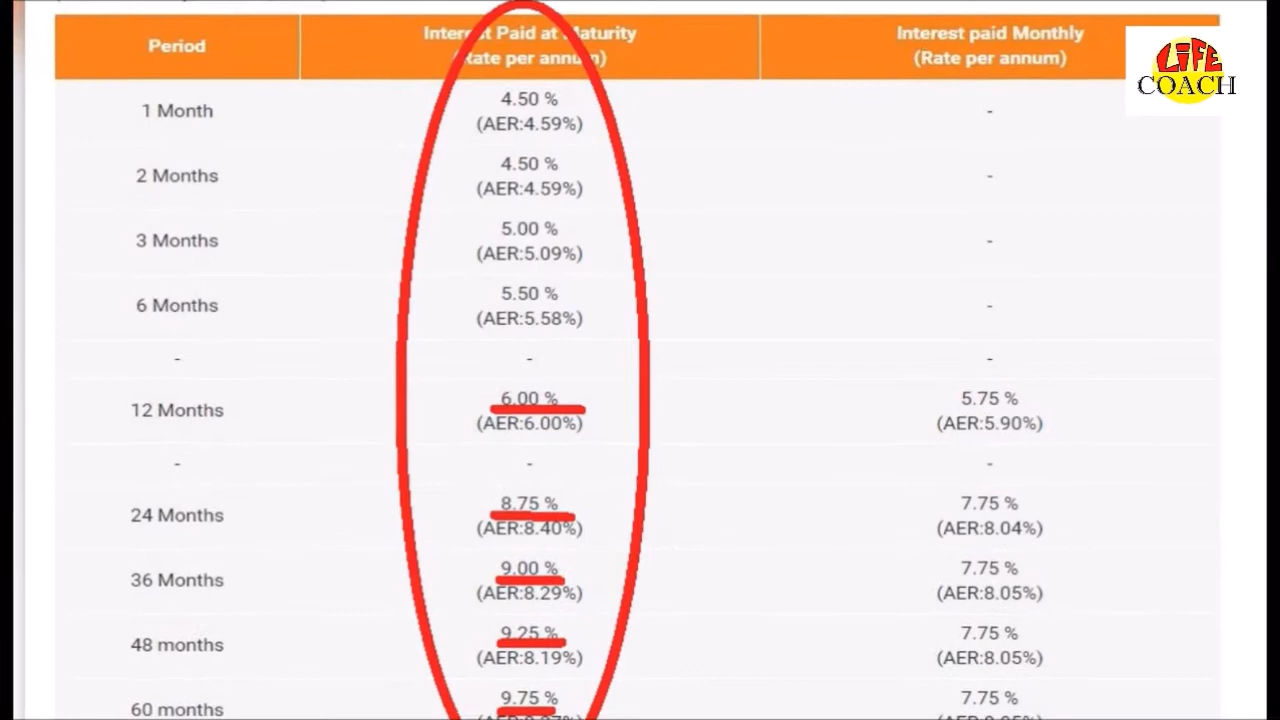 Period
Interest Paid at Maturity
(Rate per annum)
Interest paid Monthly
(Rate per annum)
LIFE
COACH
1 Month
4.50 %
(AER:4.59%)
-
2 Months
4.50 %
(AER:4.59%)
-
3 Months
5.00 %
(AER:5.09%)
-
6 Months
5.50 %
(AER:5.58%)
-
-
-
-
12 Months
6.00 %
(AER:6.00%)
5.75 %
(AER:5.90%)
-
-
-
24 Months
8.75 %
(AER:8.40%)
7.75 %
(AER:8.04%)
36 Months
9.00 %
(AER:8.29%)
7.75 %
(AER:8.05%)
48 months
9.25 %
(AER:8.19%)
7.75 %
(AER:8.05%)
60 months
9.75 %
7.75 %